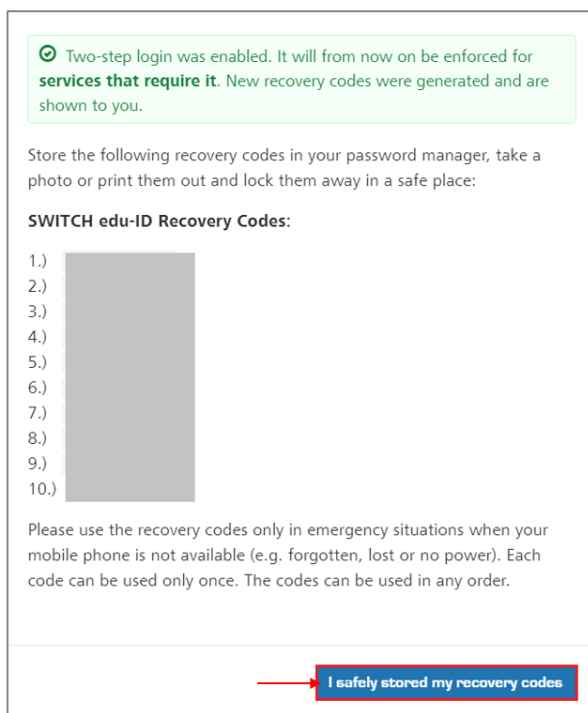 Two-step login was enabled. It will from now on be enforced for
services that require it. New recovery codes were generated and are
shown to you.
Store the following recovery codes in your password manager, take a
photo or print them out and lock them away in a safe place:
SWITCH edu-ID Recovery Codes:
1.)
2.)
3.)
4.)
5.)
6.)
7.)
8.)
9.)
10.)
Please use the recovery codes only in emergency situations when your
mobile phone is not available (e.g. forgotten, lost or no power). Each
code can be used only once. The codes can be used in any order.
I safely stored my recovery codes